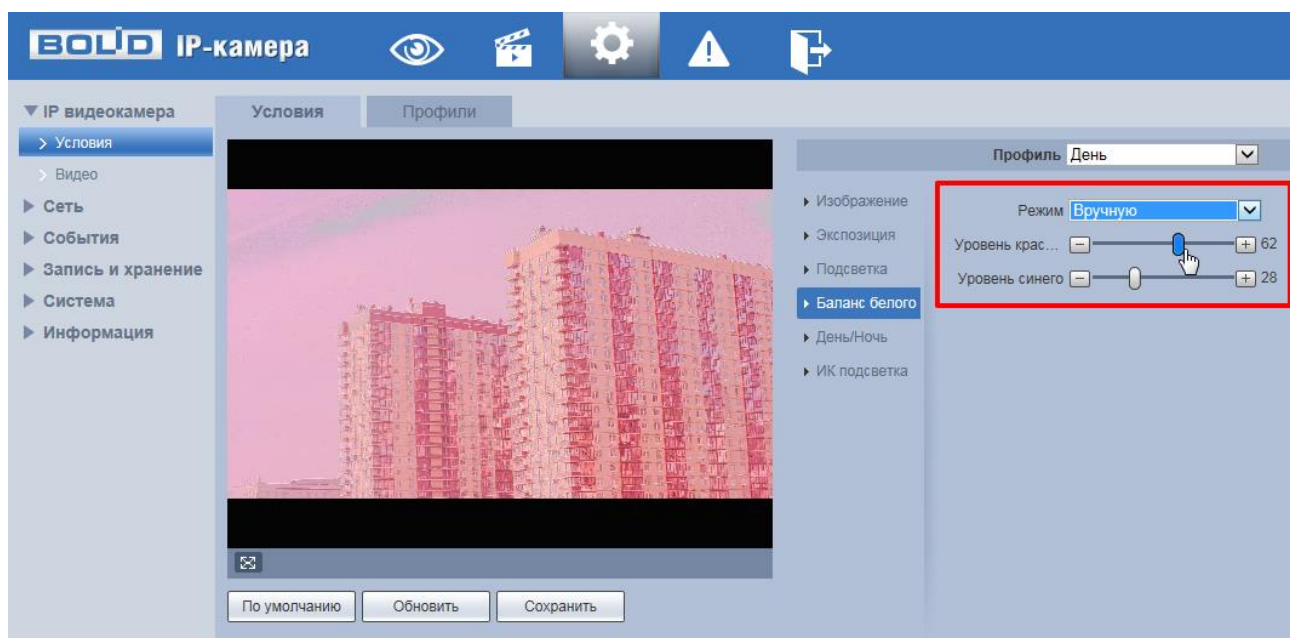 BOLID IP-камера
IP видеокамера
Условия
Видео
Сеть
События
Запись и хранение
Система
Информация
Условия Профили
Профиль День
Изображение
Экспозиция
Подсветка
Баланс белого
День/Ночь
ИК подсветка
Режим Вручную
Уровень крас... 62
Уровень синего 28
По умолчанию Обновить Сохранить